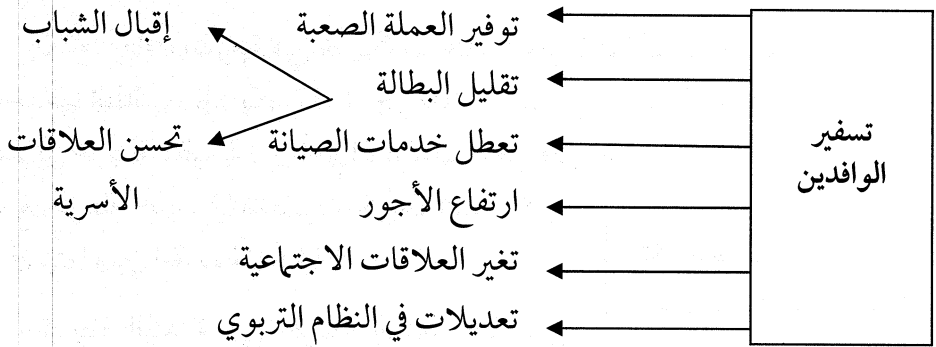 تسفير
الوافدين
توفير العملة الصعبة
تقليل البطالة
تعطل خدمات الصيانة
ارتفاع الأجور
تغير العلاقات الاجتماعية
تعديلات في النظام التربوي
إقبال الشباب
تحسن العلاقات
الأسرية